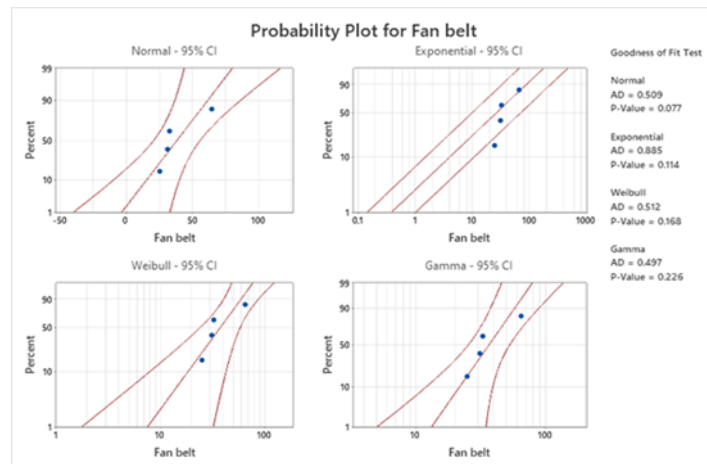 Probability Plot for Fan belt
Normal - 95% CI
99
90
50
10
1
Percent
-50
0
50
100
Fan belt
Exponential - 95% CI
90
50
10
1
Percent
0.1
1
10
100
1000
Fan belt
Weibull - 95% CI
90
50
10
1
Percent
1
10
100
Fan belt
Gamma - 95% CI
99
90
50
10
1
Percent
10
100
Fan belt
Goodness of Fit Test
Normal
AD = 0.509
P-Value = 0.077
Exponential
AD = 0.885
P-Value = 0.114
Weibull
AD = 0.512
P-Value = 0.168
Gamma
AD = 0.497
P-Value = 0.226